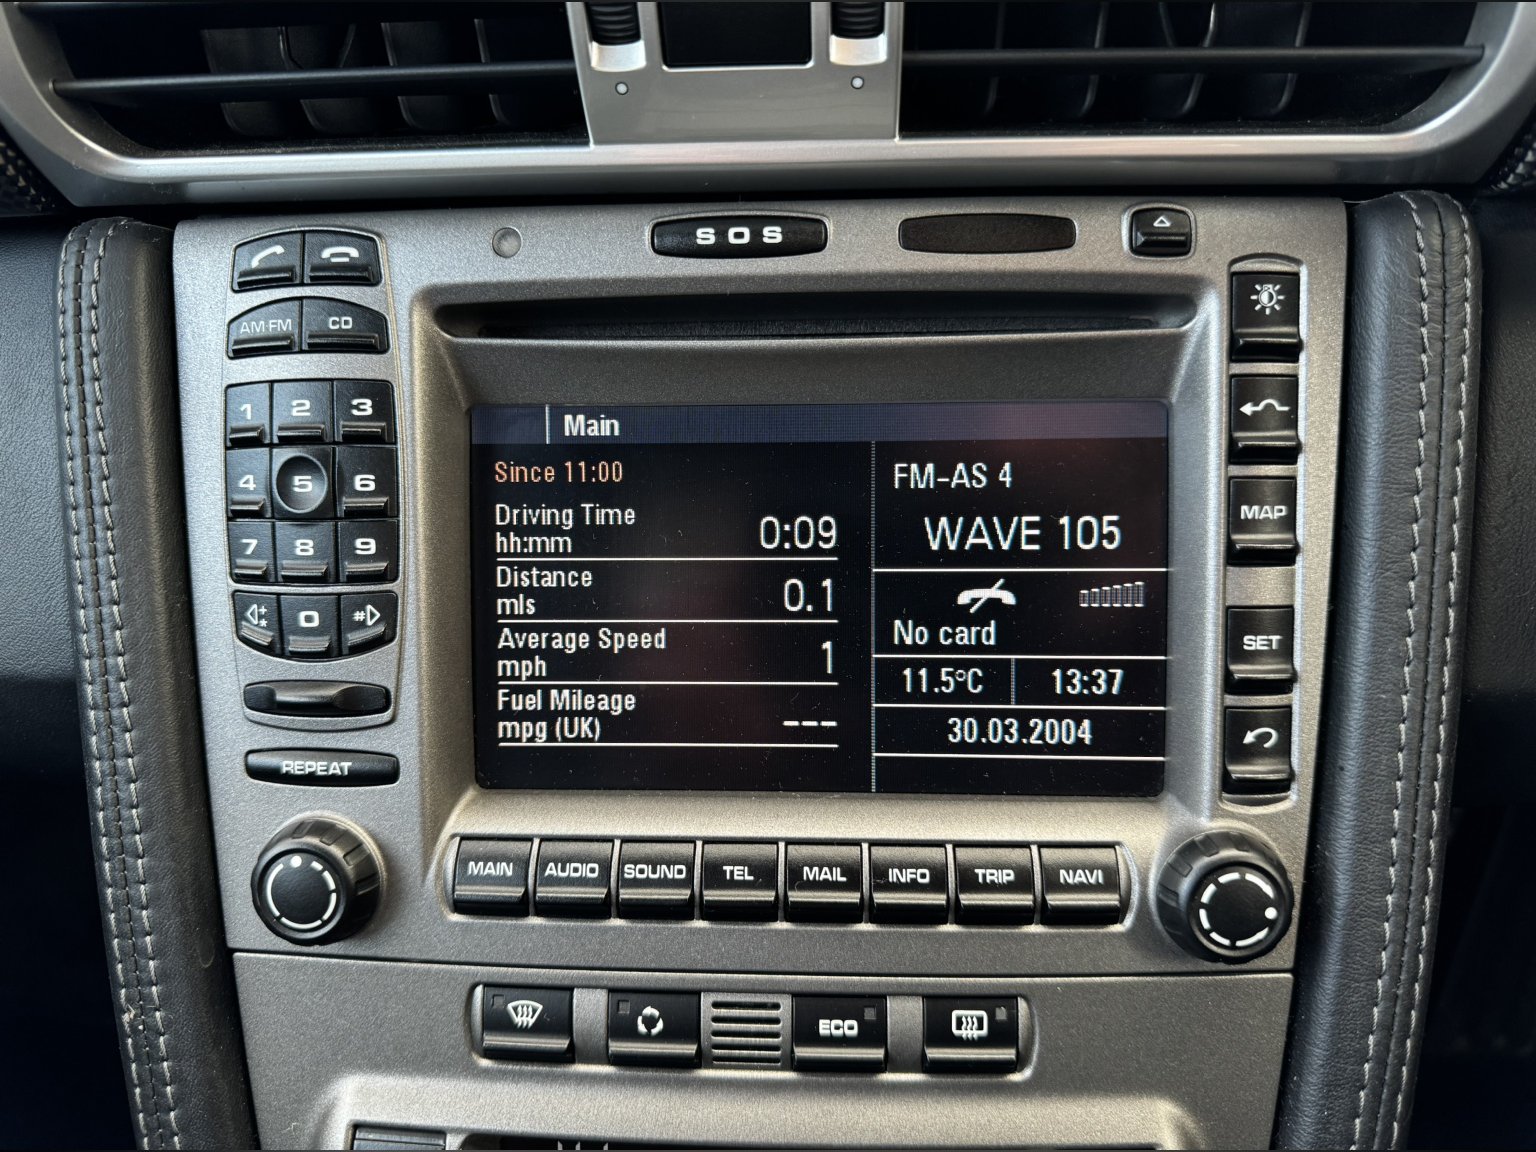 SOS
AM·FM CD
1 2 3
4 5 6
7 8 9
+ * 0 #
REPEAT
Main
Since 11:00
Driving Time
hh:mm 0:09
Distance
mls 0.1
Average Speed
mph 1
Fuel Mileage
mpg (UK) ---
FM-AS 4
WAVE 105
No card
11.5°C 13:37
30.03.2004
MAP
SET
MAIN AUDIO SOUND TEL MAIL INFO TRIP NAVI
ECO